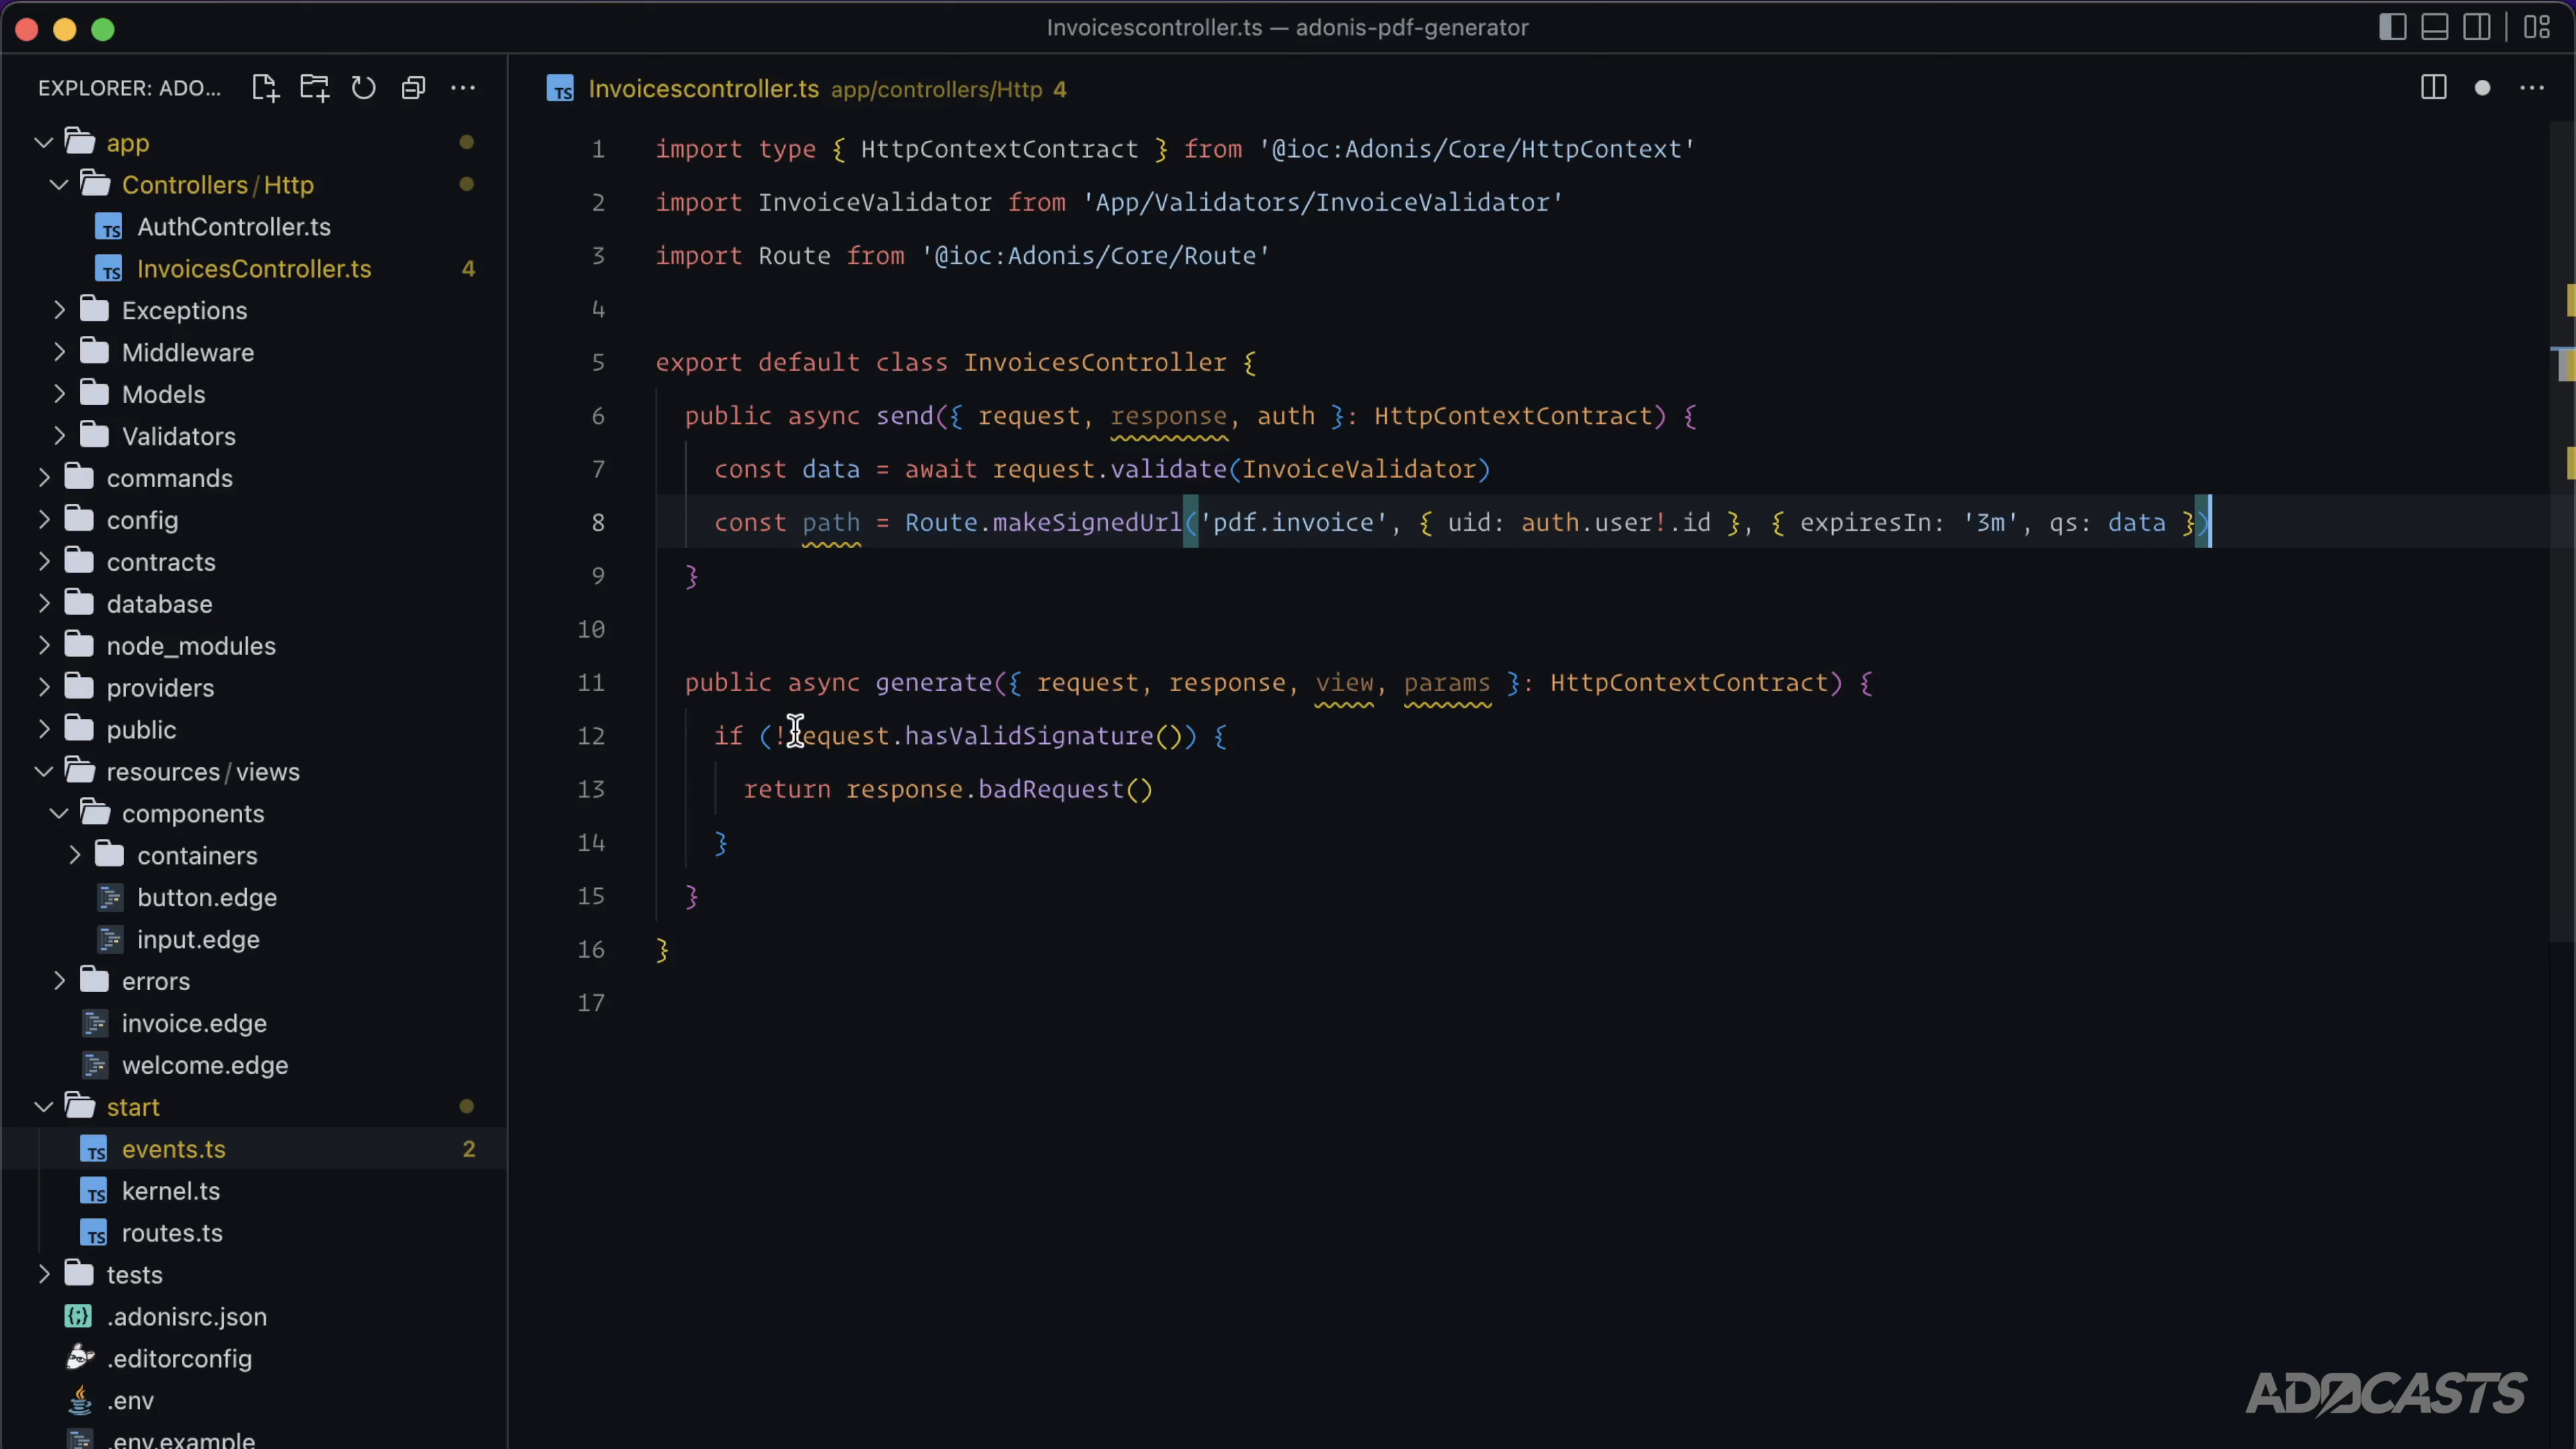 Invoicescontroller.ts — adonis-pdf-generator
EXPLORER: ADO...
app
Controllers/Http
AuthController.ts
InvoicesController.ts 4
Exceptions
Middleware
Models
Validators
commands
config
contracts
database
node_modules
providers
public
resources/views
components
containers
button.edge
input.edge
errors
invoice.edge
welcome.edge
start
events.ts 2
kernel.ts
routes.ts
tests
.adonisrc.json
.editorconfig
.env
.env.example
TS Invoicescontroller.ts app/controllers/Http 4
1 import type { HttpContextContract } from '@ioc:Adonis/Core/HttpContext'
2 import InvoiceValidator from 'App/Validators/InvoiceValidator'
3 import Route from '@ioc:Adonis/Core/Route'
4
5 export default class InvoicesController {
6 public async send({ request, response, auth }: HttpContextContract) {
7 const data = await request.validate(InvoiceValidator)
8 const path = Route.makeSignedUrl('pdf.invoice', { uid: auth.user!.id }, { expiresIn: '3m', qs: data })
9 }
10
11 public async generate({ request, response, view, params }: HttpContextContract) {
12 if (!request.hasValidSignature()) {
13 return response.badRequest()
14 }
15 }
16 }
17
ADOCASTS